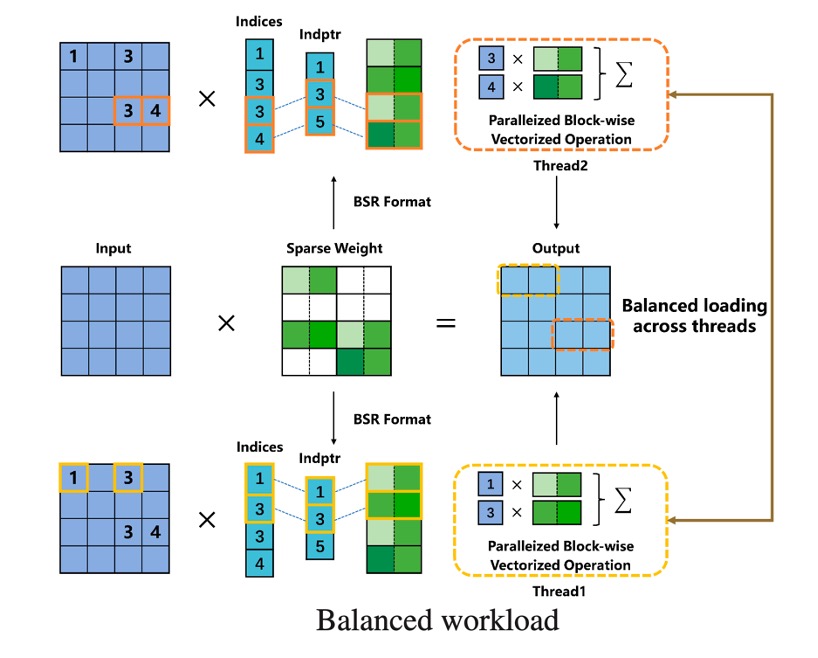 Indices
Indptr
1 3
3 4
×
1
3
3
4
1
3
5
3 ×
4 ×
∑
Paralleized Block-wise
Vectorized Operation
Thread2
BSR Format
Input
Sparse Weight
Output
×
=
Balanced loading
across threads
BSR Format
Indices
Indptr
1 3
3 4
×
1
3
3
4
1
3
5
1 ×
3 ×
∑
Paralleized Block-wise
Vectorized Operation
Thread1
Balanced workload